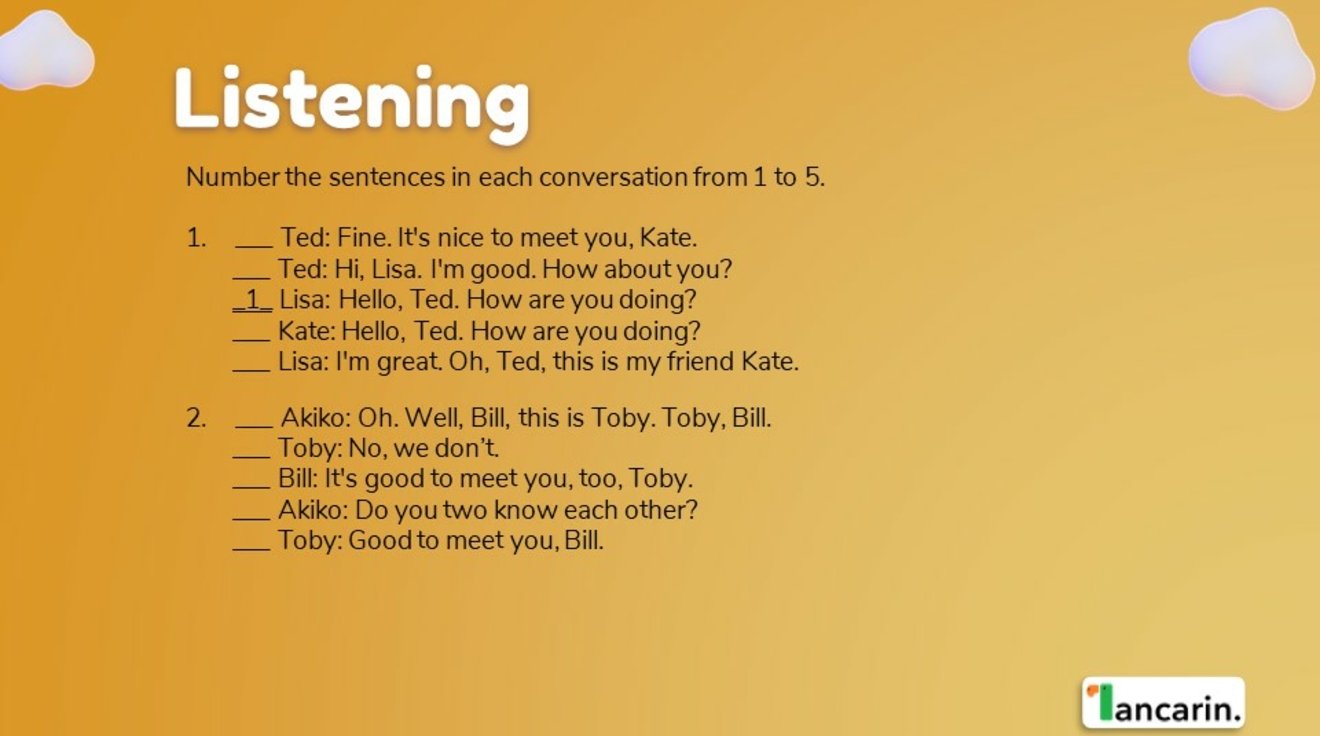 Listening
Number the sentences in each conversation from 1 to 5.
1. ___ Ted: Fine. It's nice to meet you, Kate.
___ Ted: Hi, Lisa. I'm good. How about you?
_1_ Lisa: Hello, Ted. How are you doing?
___ Kate: Hello, Ted. How are you doing?
___ Lisa: I'm great. Oh, Ted, this is my friend Kate.
2. ___ Akiko: Oh. Well, Bill, this is Toby. Toby, Bill.
___ Toby: No, we don’t.
___ Bill: It's good to meet you, too, Toby.
___ Akiko: Do you two know each other?
___ Toby: Good to meet you, Bill.
lancarin.